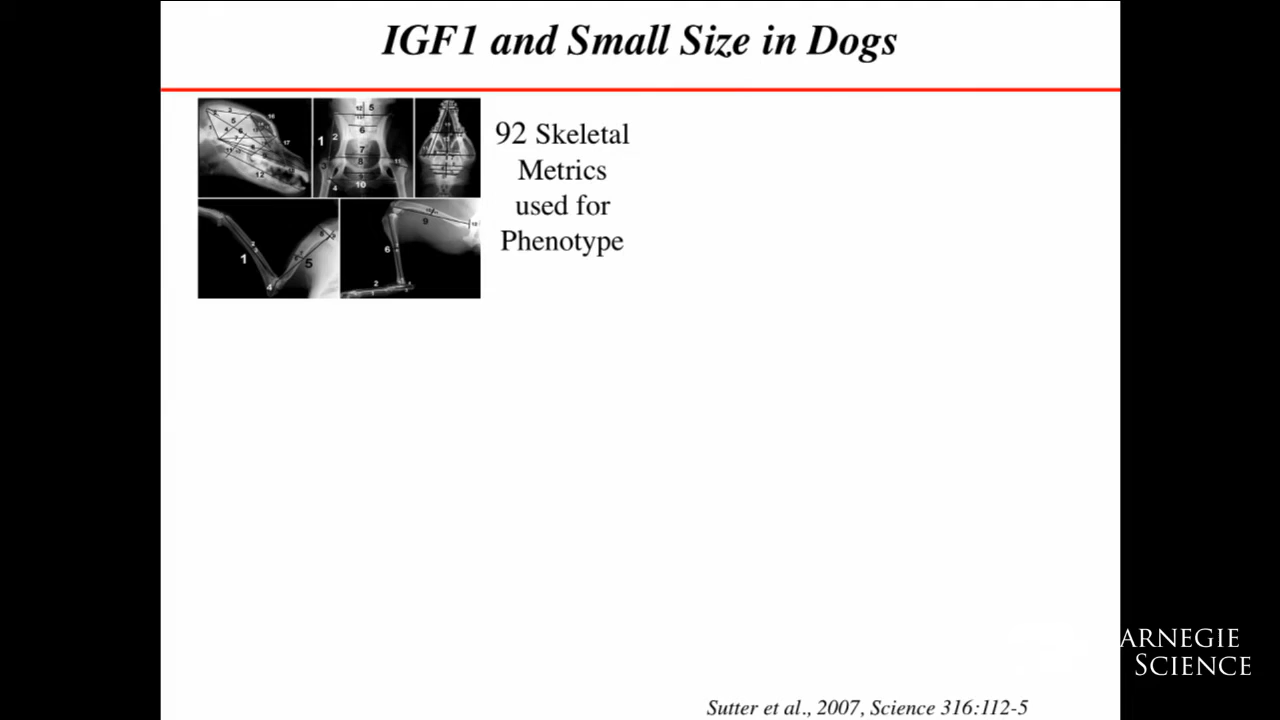 IGF1 and Small Size in Dogs
92 Skeletal
Metrics
used for
Phenotype
ARNEGIE
SCIENCE
Sutter et al., 2007, Science 316:112-5